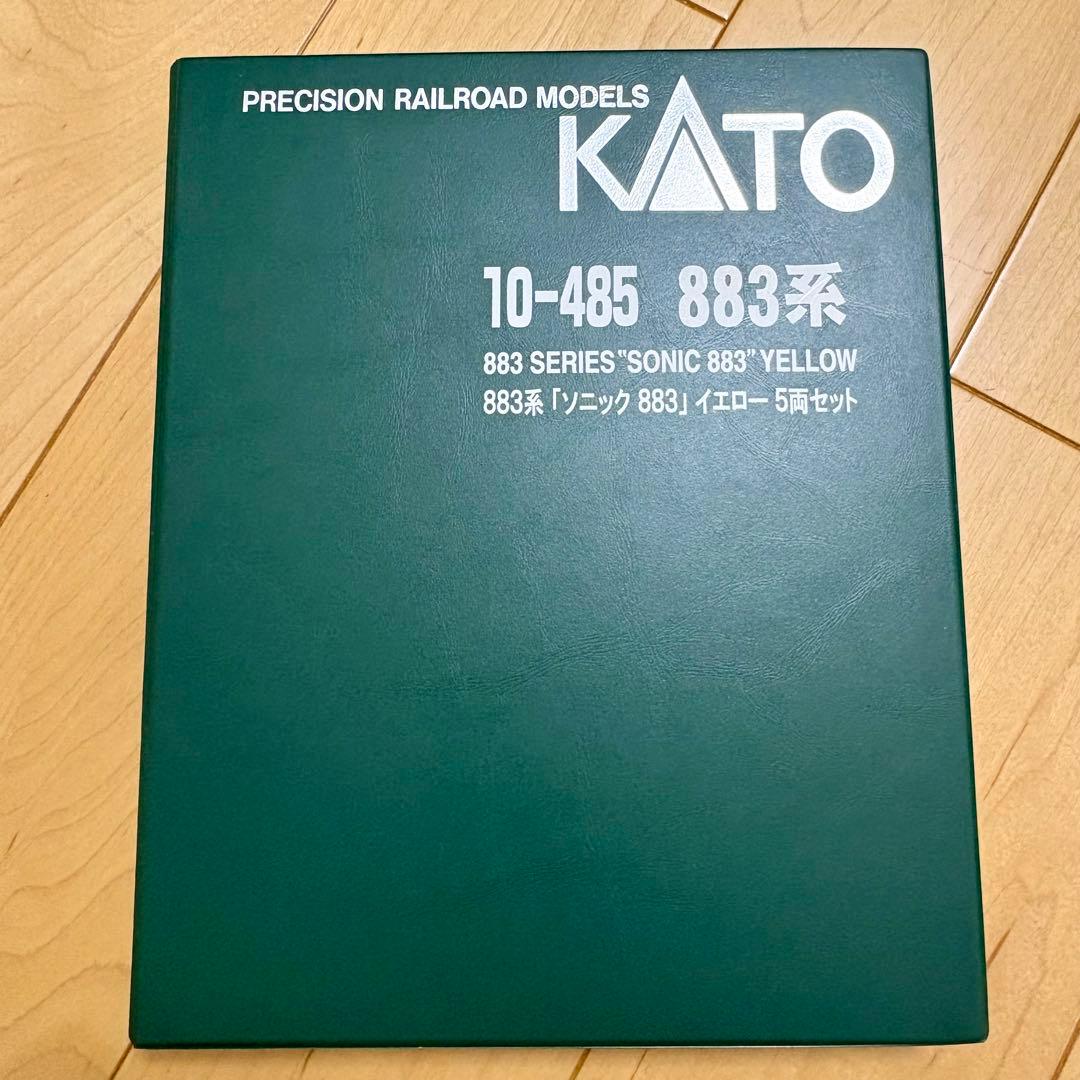 PRECISION RAILROAD MODELS
KATO
10-485 883系
883 SERIES "SONIC 883" YELLOW
883系「ソニック 883」イエロー 5両セット